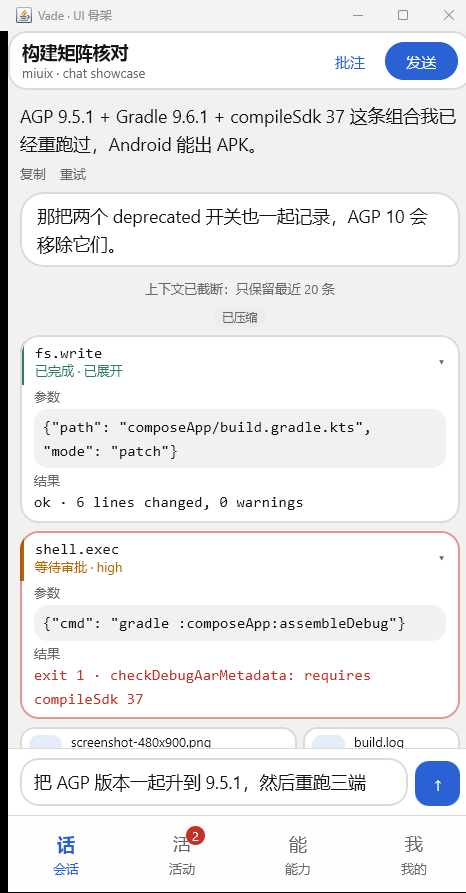 Vade · UI 骨架
构建矩阵核对
miuix · chat showcase
批注
发送
AGP 9.5.1 + Gradle 9.6.1 + compileSdk 37 这条组合我已
经重跑过，Android 能出 APK。
复制 重试
那把两个 deprecated 开关也一起记录，AGP 10 会
移除它们。
上下文已截断：只保留最近 20 条
已压缩
fs.write
已完成 · 已展开
参数
{"path": "composeApp/build.gradle.kts",
"mode": "patch"}
结果
ok · 6 lines changed, 0 warnings
shell.exec
等待审批 · high
参数
{"cmd": "gradle :composeApp:assembleDebug"}
结果
exit 1 · checkDebugAarMetadata: requires
compileSdk 37
screenshot-480x900.png
build.log
把 AGP 版本一起升到 9.5.1，然后重跑三端
↑
话
会话
活
2
活动
能
能力
我
我的